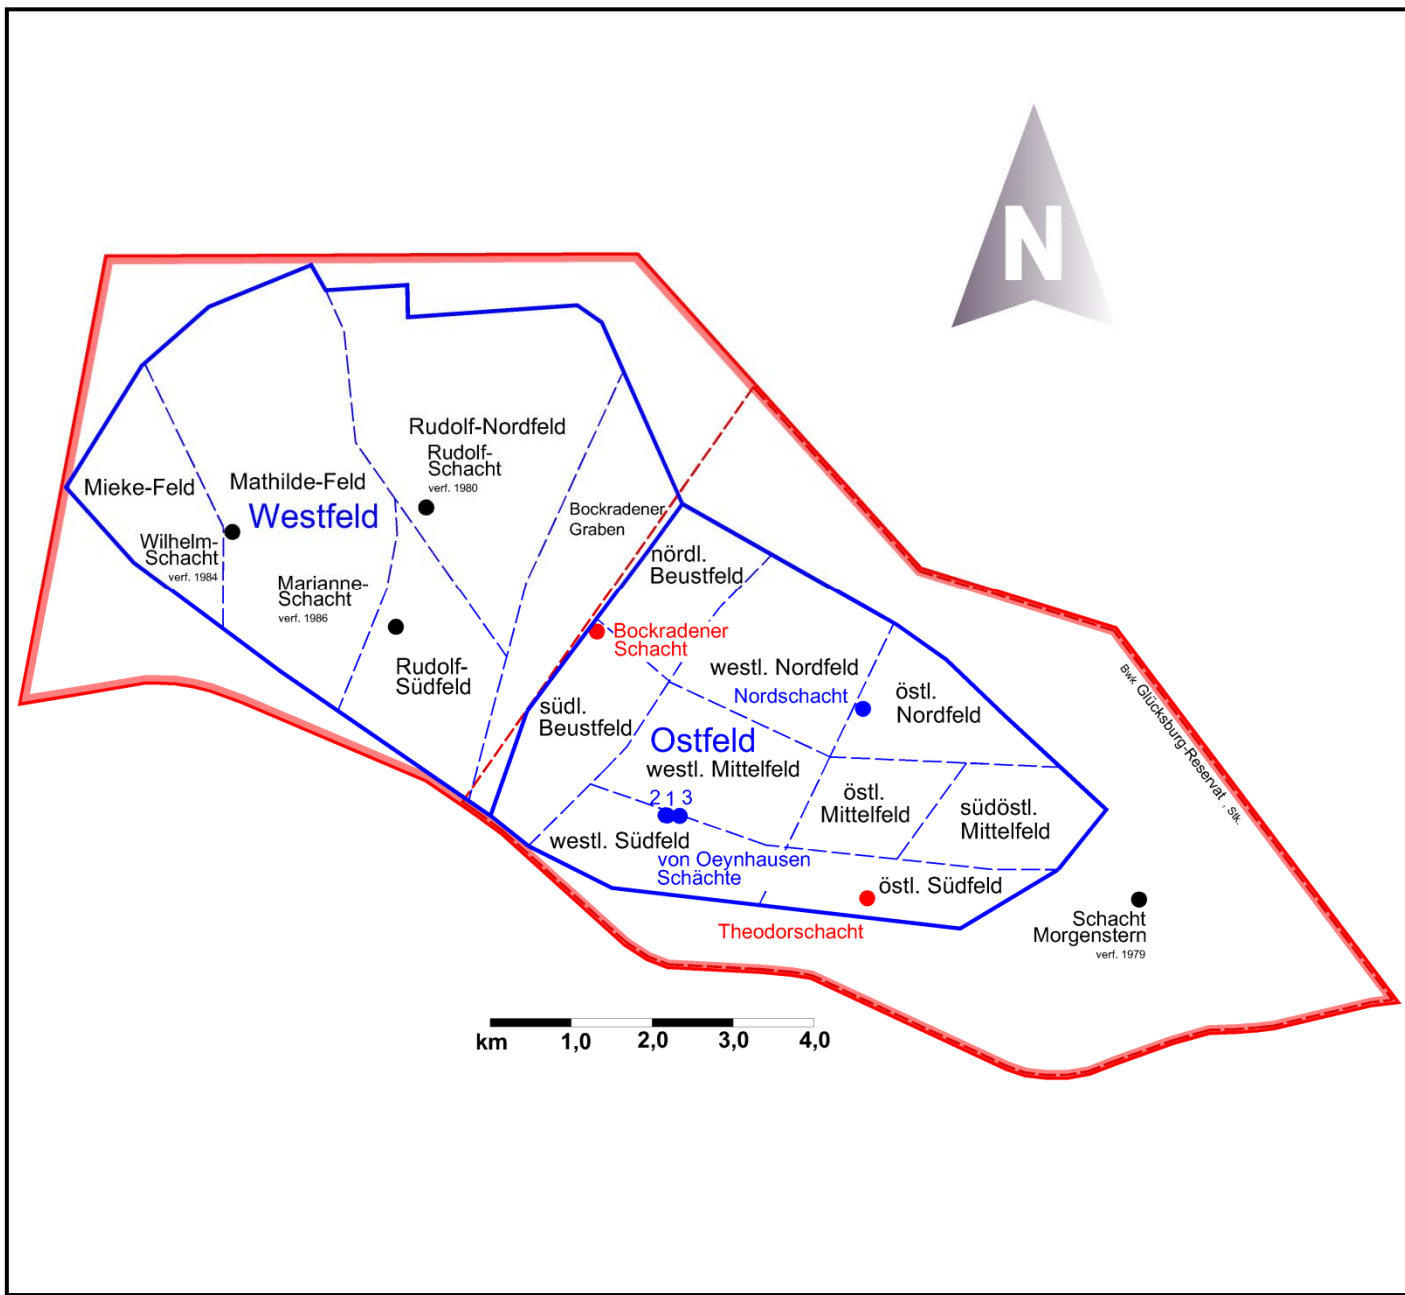 N
Rudolf-Nordfeld
Rudolf-
Schacht
verf. 1980
Mieke-Feld
Mathilde-Feld
Westfeld
Bockradener
Graben
Wilhelm-
Schacht
verf. 1984
Marianne-
Schacht
verf. 1986
Rudolf-
Südfeld
nördl.
Beustfeld
Bockradener
Schacht
westl. Nordfeld
Nordschacht
östl.
Nordfeld
südl.
Beustfeld
Ostfeld
westl. Mittelfeld
2 1 3
östl.
Mittelfeld
südöstl.
Mittelfeld
westl. Südfeld
von Oeynhausen
Schächte
östl. Südfeld
Theodorschacht
Schacht
Morgenstern
verf. 1979
Bwk Glücksburg-Reservat , Stk.
km 1,0 2,0 3,0 4,0